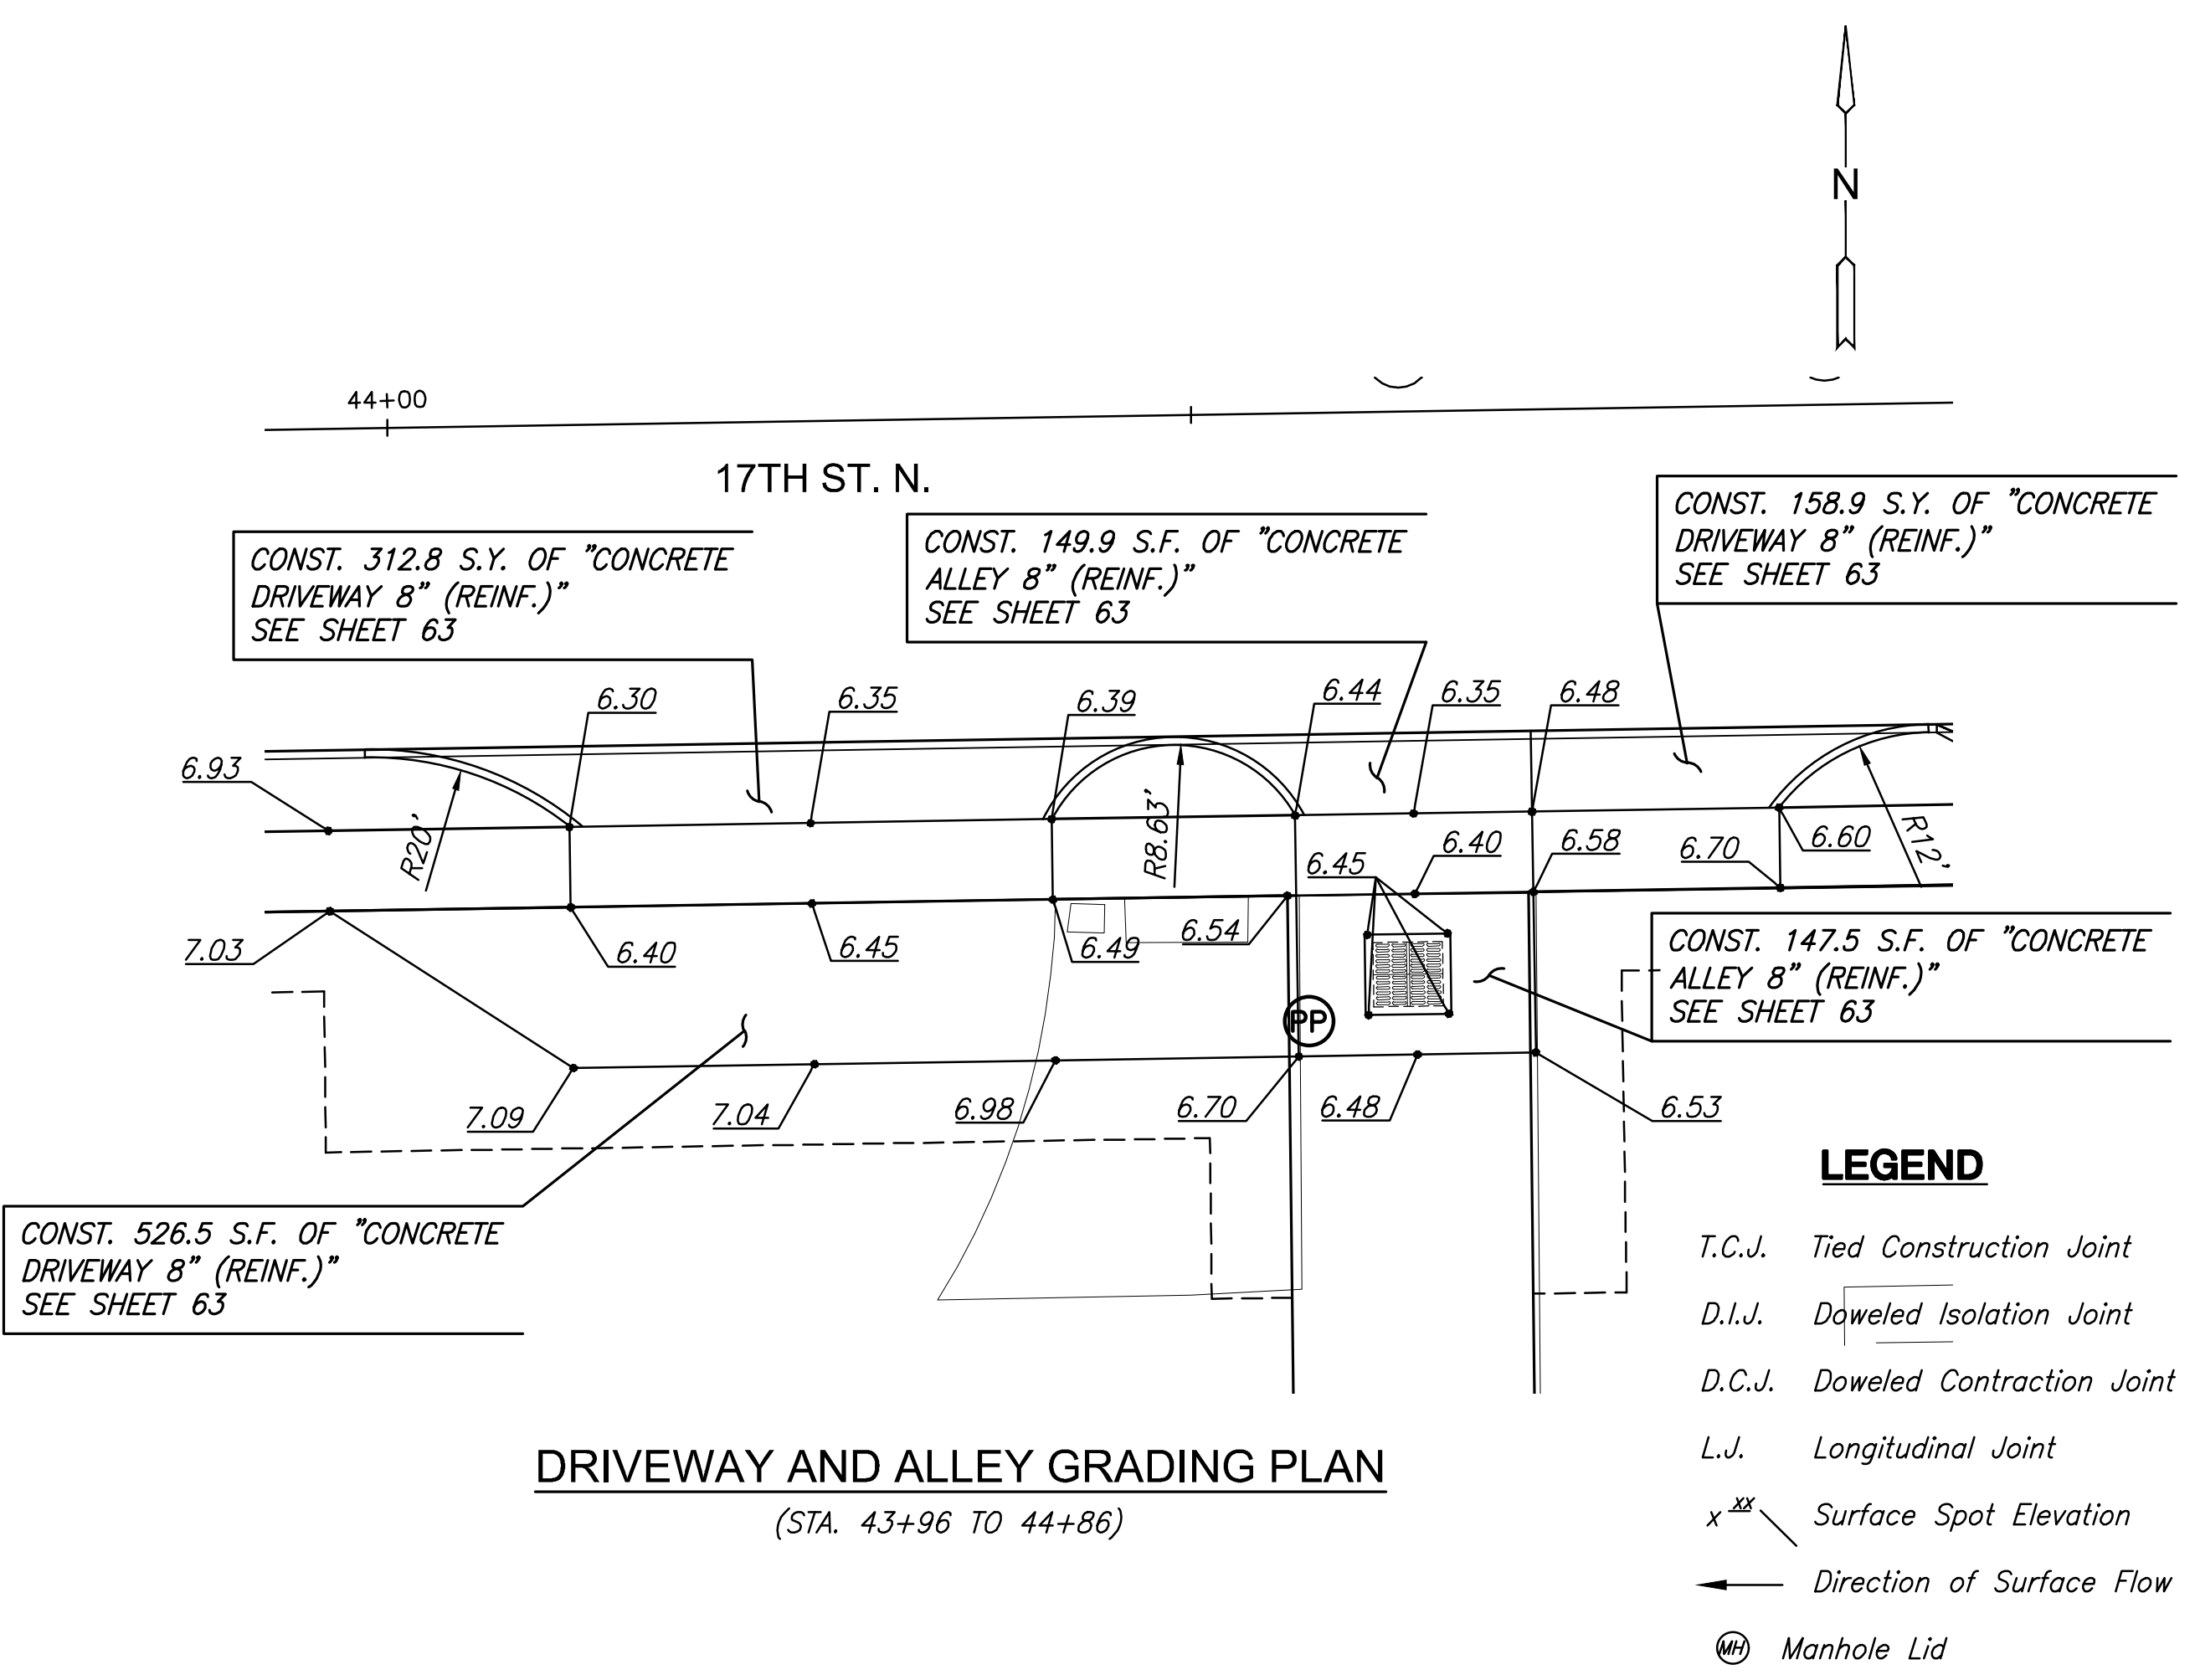 N
44+00
17TH ST. N.
CONST. 158.9 S.Y. OF "CONCRETE
DRIVEWAY 8" (REINF.)"
SEE SHEET 63
CONST. 312.8 S.Y. OF "CONCRETE
DRIVEWAY 8" (REINF.)"
SEE SHEET 63
CONST. 149.9 S.F. OF "CONCRETE
ALLEY 8" (REINF.)"
SEE SHEET 63
6.30
6.35
6.39
6.44
6.35
6.48
6.93
R20'
R8.63'
R12'
6.45
6.40
6.58
6.70
6.60
7.03
6.40
6.45
6.49
6.54
CONST. 147.5 S.F. OF "CONCRETE
ALLEY 8" (REINF.)"
SEE SHEET 63
PP
7.09
7.04
6.98
6.70
6.48
6.53
CONST. 526.5 S.F. OF "CONCRETE
DRIVEWAY 8" (REINF.)"
SEE SHEET 63
LEGEND
T.C.J. Tied Construction Joint
D.I.J. Doweled Isolation Joint
D.C.J. Doweled Contraction Joint
L.J. Longitudinal Joint
x xx Surface Spot Elevation
Direction of Surface Flow
MH Manhole Lid
DRIVEWAY AND ALLEY GRADING PLAN
(STA. 43+96 TO 44+86)